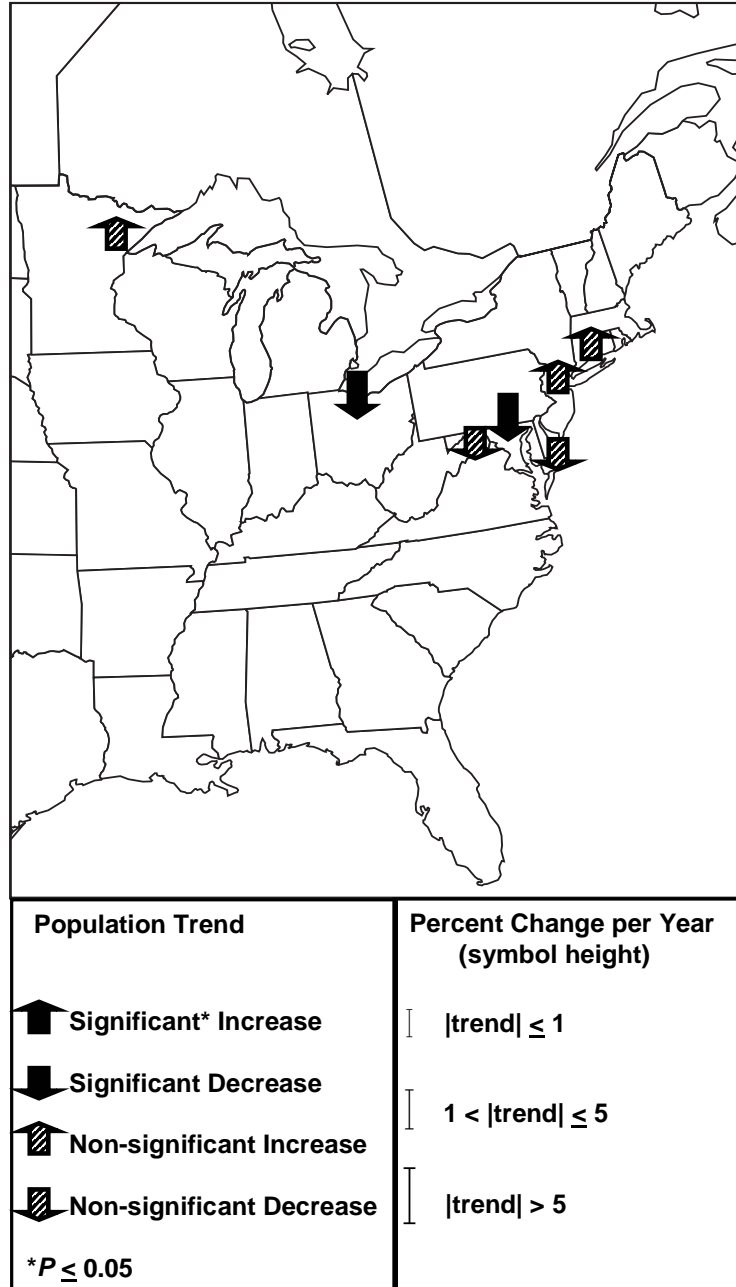 Population Trend
Significant* Increase
Significant Decrease
Non-significant Increase
Non-significant Decrease
*P ≤ 0.05
Percent Change per Year
(symbol height)
|trend| ≤ 1
1 < |trend| ≤ 5
|trend| > 5